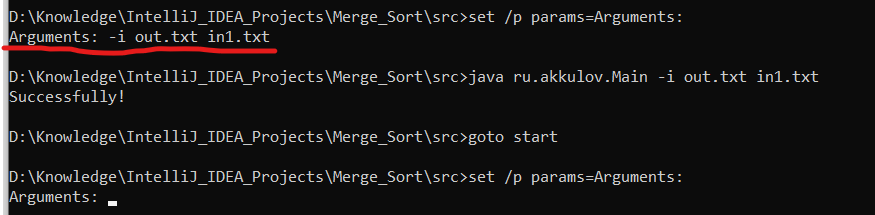 D:\Knowledge\IntelliJ_IDEA_Projects\Merge_Sort\src>set /p params=Arguments:
Arguments: -i out.txt in1.txt
D:\Knowledge\IntelliJ_IDEA_Projects\Merge_Sort\src>java ru.akkulov.Main -i out.txt in1.txt
Successfully!
D:\Knowledge\IntelliJ_IDEA_Projects\Merge_Sort\src>goto start
D:\Knowledge\IntelliJ_IDEA_Projects\Merge_Sort\src>set /p params=Arguments:
Arguments: